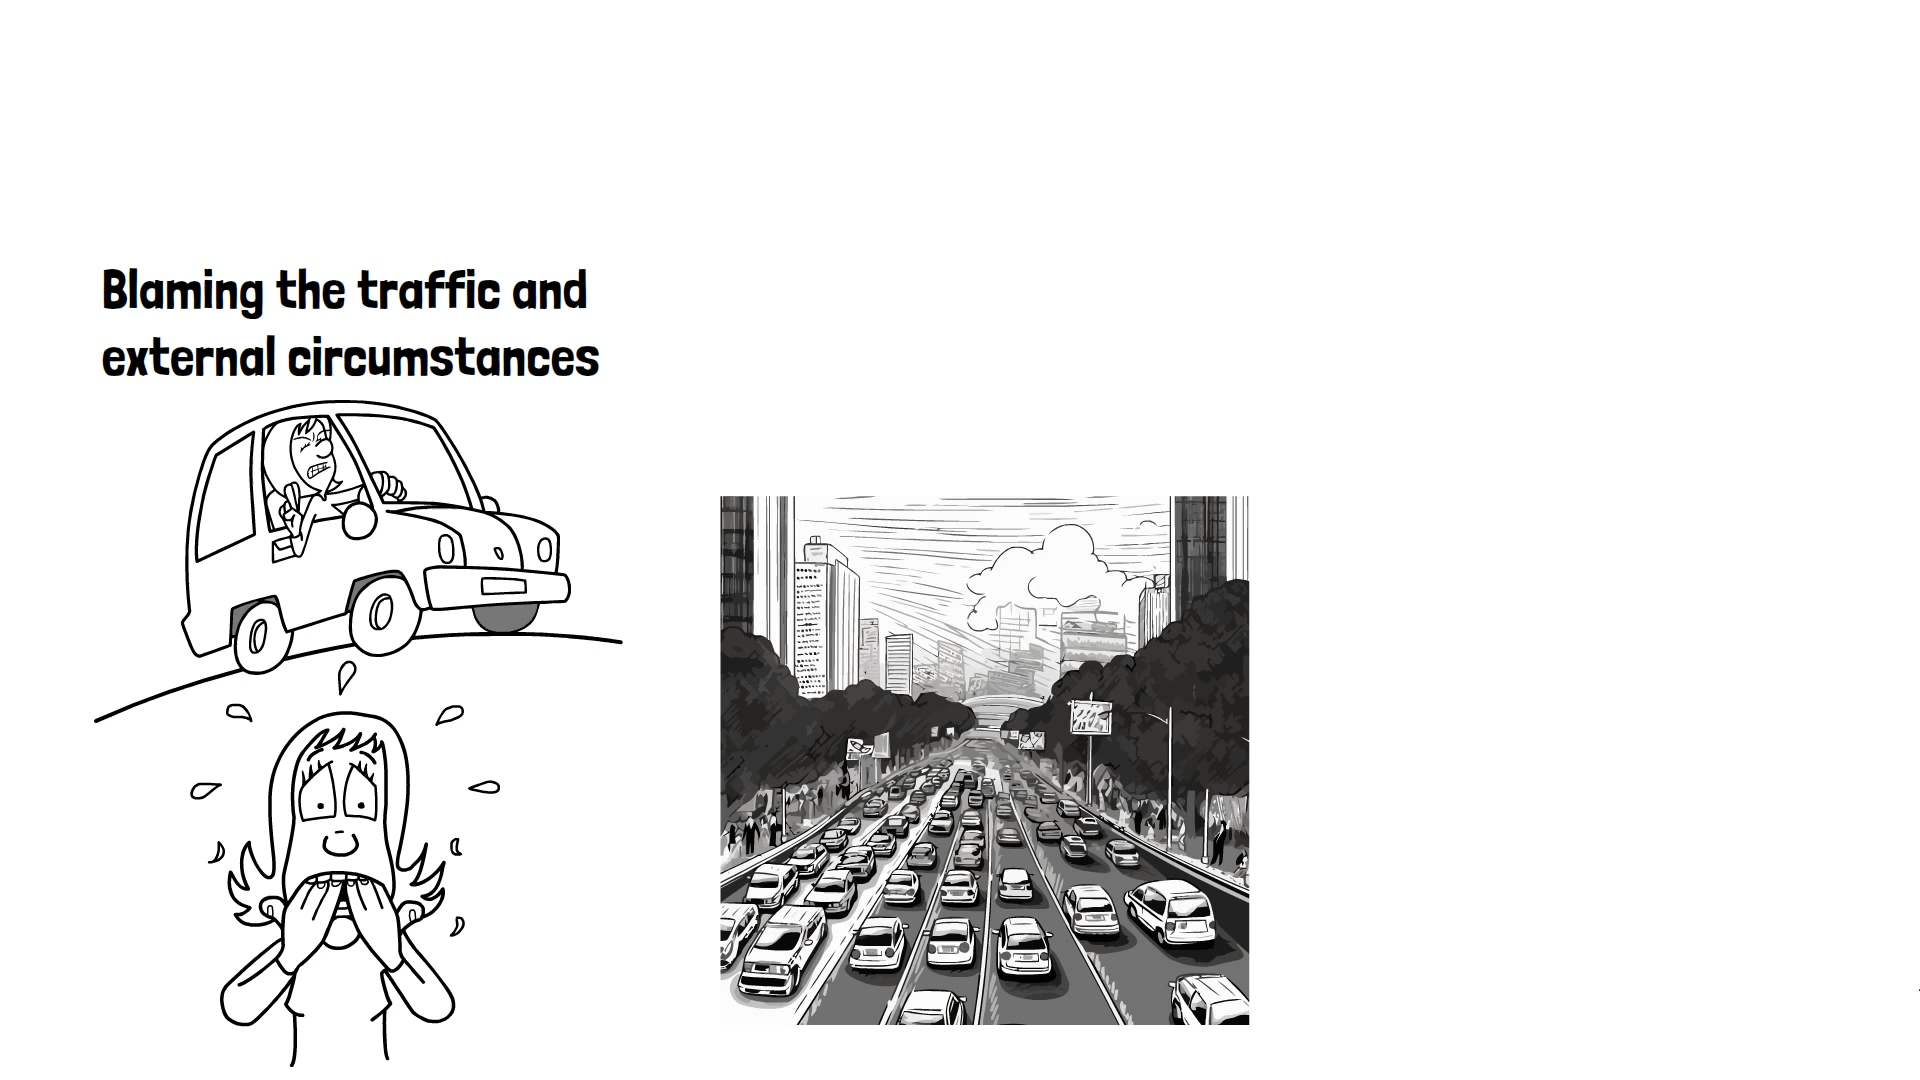 Blaming the traffic and
external circumstances